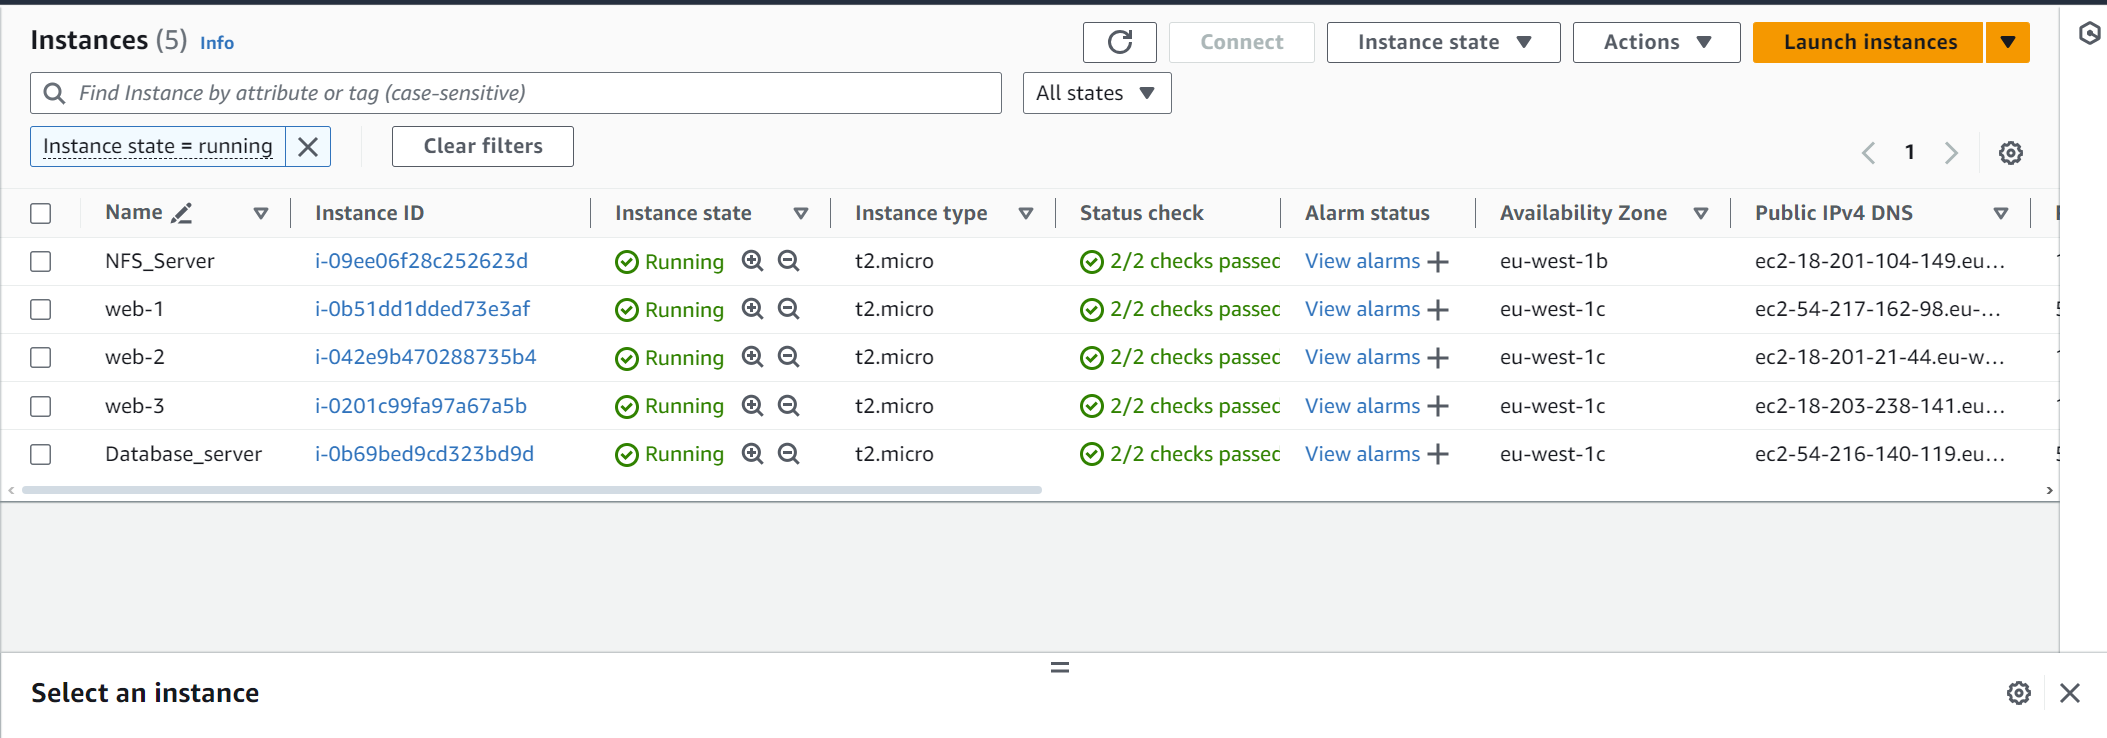 Instances (5) Info
Connect Instance state Actions Launch instances
Find Instance by attribute or tag (case-sensitive) All states
Instance state = running Clear filters
1
Name Instance ID Instance state Instance type Status check Alarm status Availability Zone Public IPv4 DNS
NFS_Server i-09ee06f28c252623d Running t2.micro 2/2 checks passed View alarms eu-west-1b ec2-18-201-104-149.eu...
web-1 i-0b51dd1dded73e3af Running t2.micro 2/2 checks passed View alarms eu-west-1c ec2-54-217-162-98.eu-...
web-2 i-042e9b470288735b4 Running t2.micro 2/2 checks passed View alarms eu-west-1c ec2-18-201-21-44.eu-w...
web-3 i-0201c99fa97a67a5b Running t2.micro 2/2 checks passed View alarms eu-west-1c ec2-18-203-238-141.eu...
Database_server i-0b69bed9cd323bd9d Running t2.micro 2/2 checks passed View alarms eu-west-1c ec2-54-216-140-119.eu...
Select an instance